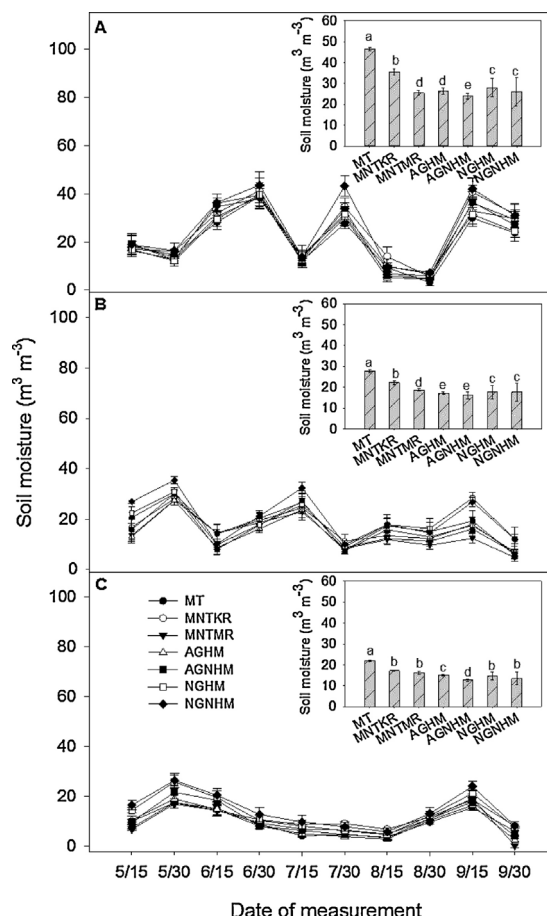 A
100
80
60
40
20
0
Soil moisture (m³ m⁻³)
60
50
40
30
20
10
0
a
b
d
d
e
c
c
MT
MNTKR
MNTMR
AGHM
AGNHM
NGHM
NGNHM
B
100
80
60
40
20
0
Soil moisture (m³ m⁻³)
Soil moisture (m³ m⁻³)
60
50
40
30
20
10
0
a
b
d
e
e
c
c
MT
MNTKR
MNTMR
AGHM
AGNHM
NGHM
NGNHM
C
100
80
60
40
20
0
MT
MNTKR
MNTMR
AGHM
AGNHM
NGHM
NGNHM
Soil moisture (m³ m⁻³)
60
50
40
30
20
10
0
a
b
b
c
d
b
b
MT
MNTKR
MNTMR
AGHM
AGNHM
NGHM
NGNHM
5/15 5/30 6/15 6/30 7/15 7/30 8/15 8/30 9/15 9/30
Date of measurement